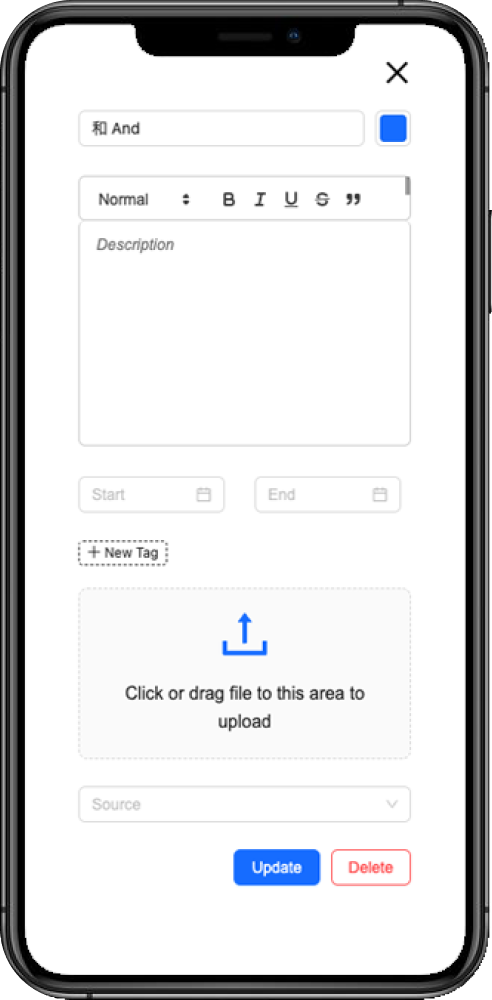 和 And
Normal B I U S ”
Description
Start End
+ New Tag
Click or drag file to this area to
upload
Source
Update Delete